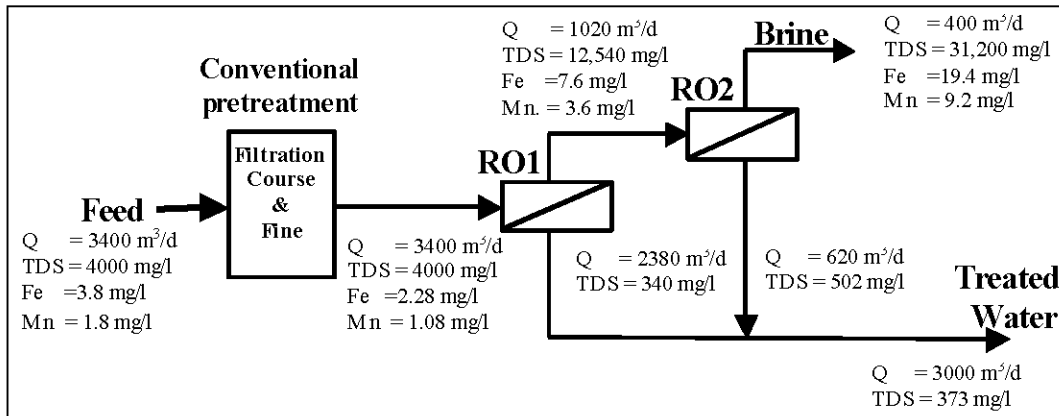 Conventional
pretreatment
Filtration
Course
&
Fine
Feed
Q = 3400 m³/d
TDS = 4000 mg/l
Fe =3.8 mg/l
Mn = 1.8 mg/l
Q = 3400 m³/d
TDS = 4000 mg/l
Fe =2.28 mg/l
Mn = 1.08 mg/l
RO1
Q = 1020 m³/d
TDS = 12,540 mg/l
Fe =7.6 mg/l
Mn. = 3.6 mg/l
RO2
Brine
Q = 400 m³/d
TDS = 31,200 mg/l
Fe =19.4 mg/l
Mn = 9.2 mg/l
Q = 2380 m³/d
TDS = 340 mg/l
Q = 620 m³/d
TDS = 502 mg/l
Treated
Water
Q = 3000 m³/d
TDS = 373 mg/l